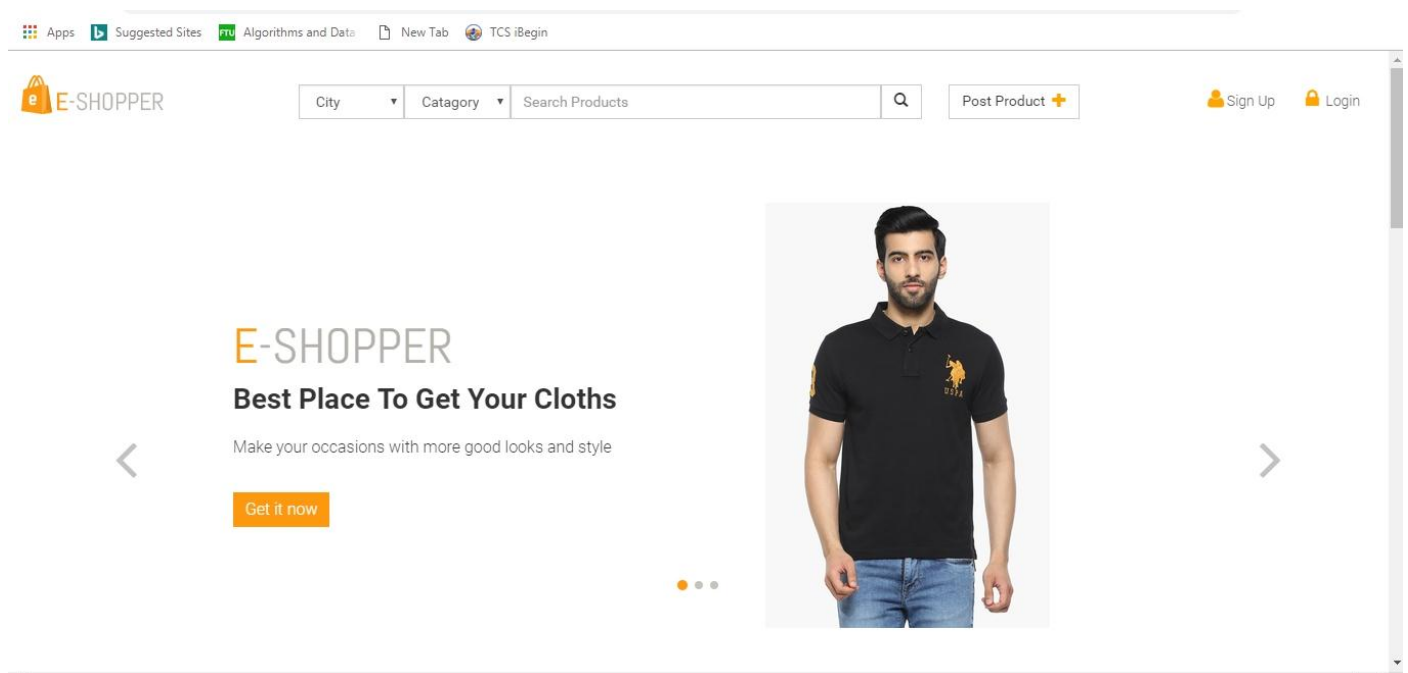 Apps Suggested Sites FTU Algorithms and Data New Tab TCS iBegin
e E-SHOPPER City Catagory Search Products Post Product Sign Up Login
E-SHOPPER
Best Place To Get Your Cloths
Make your occasions with more good looks and style
Get it now
3
USPA